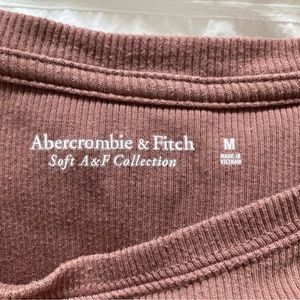 Abercrombie & Fitch
Soft A&F Collection
M
MADE IN
VIETNAM